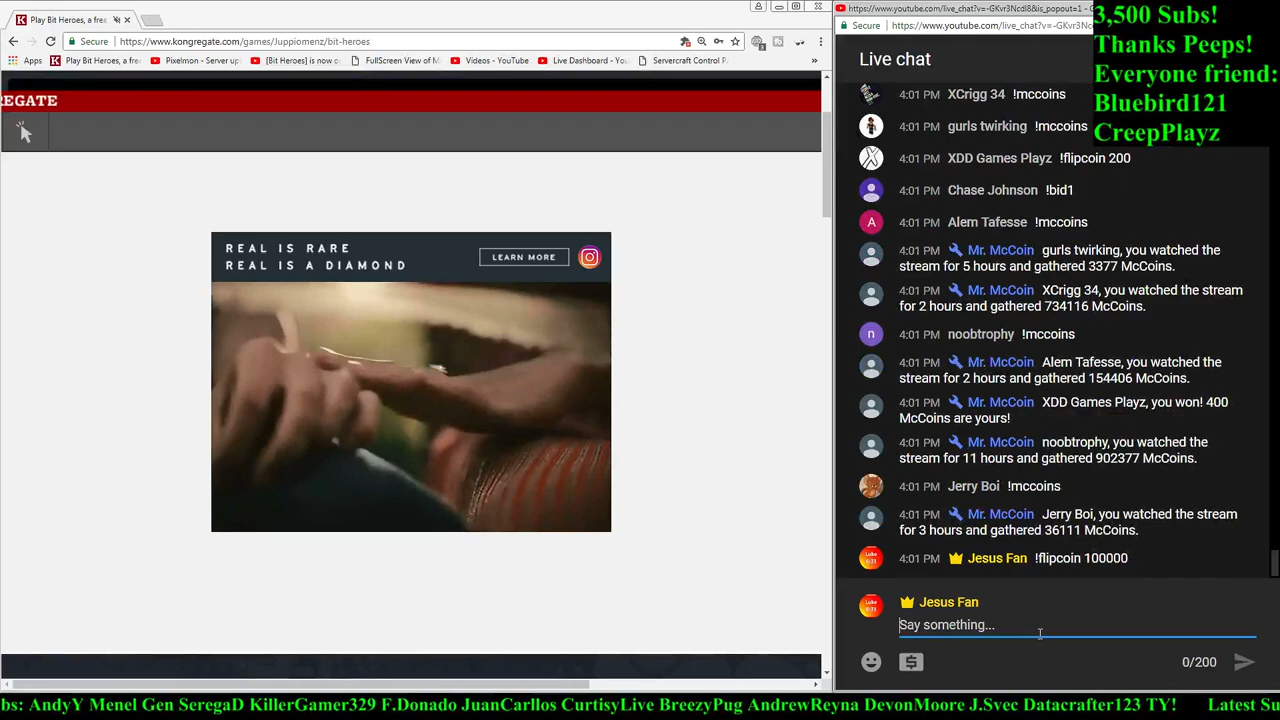 Play Bit Heroes, a free
Secure
https://www.kongregate.com/games/Juppiomenz/bit-heroes
Apps
Play Bit Heroes, a free
Pixelmon - Server up
[Bit Heroes] is now o
FullScreen View of M
Videos - YouTube
Live Dashboard - You
Servercraft Control P
REGATE
REAL IS RARE
REAL IS A DIAMOND
LEARN MORE
https://www.youtube.com/live_chat?v=-GKvr3NcdI8&is_popout=1 -
Secure
https://www.youtube.com/live_chat?v=-GKvr3Nc
3,500 Subs!
Thanks Peeps!
Everyone friend:
Bluebird121
CreepPlayz
Live chat
4:01 PM XCrigg 34 !mccoins
4:01 PM gurls twirking !mccoins
4:01 PM XDD Games Playz !flipcoin 200
4:01 PM Chase Johnson !bid1
4:01 PM Alem Tafesse !mccoins
4:01 PM Mr. McCoin gurls twirking, you watched the
stream for 5 hours and gathered 3377 McCoins.
4:01 PM Mr. McCoin XCrigg 34, you watched the stream
for 2 hours and gathered 734116 McCoins.
4:01 PM noobtrophy !mccoins
4:01 PM Mr. McCoin Alem Tafesse, you watched the
stream for 2 hours and gathered 154406 McCoins.
4:01 PM Mr. McCoin XDD Games Playz, you won! 400
McCoins are yours!
4:01 PM Mr. McCoin noobtrophy, you watched the
stream for 11 hours and gathered 902377 McCoins.
4:01 PM Jerry Boi !mccoins
4:01 PM Mr. McCoin Jerry Boi, you watched the stream
for 3 hours and gathered 36111 McCoins.
4:01 PM Jesus Fan !flipcoin 100000
Jesus Fan
Say something...
0/200
bs: AndyY Menel Gen SeregaD KillerGamer329 F.Donado JuanCarllos CurtisyLive BreezyPug AndrewReyna DevonMoore J.Svec Datacrafter123 TY! Latest Su